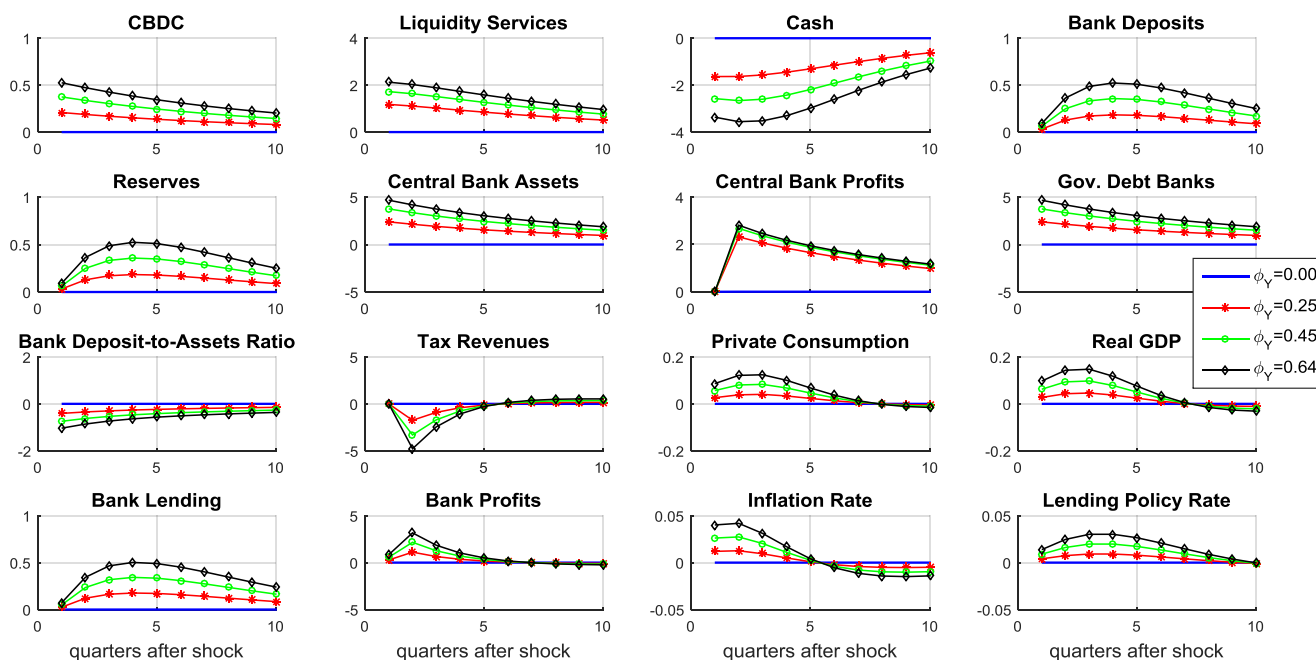 CBDC
Liquidity Services
Cash
Bank Deposits
1
0.5
0
0 5 10
4
2
0
0 5 10
0
-2
-4
0 5 10
1
0.5
0
0 5 10
Reserves
Central Bank Assets
Central Bank Profits
Gov. Debt Banks
1
0.5
0
0 5 10
5
0
-5
0 5 10
4
2
0
0 5 10
5
0
-5
0 5 10
ϕY=0.00
ϕY=0.25
ϕY=0.45
ϕY=0.64
Bank Deposit-to-Assets Ratio
Tax Revenues
Private Consumption
Real GDP
2
0
-2
0 5 10
5
0
-5
0 5 10
0.2
0
-0.2
0 5 10
0.2
0
-0.2
0 5 10
Bank Lending
Bank Profits
Inflation Rate
Lending Policy Rate
1
0.5
0
0 5 10
5
0
-5
0 5 10
0.05
0
-0.05
0 5 10
0.05
0
-0.05
0 5 10
quarters after shock
quarters after shock
quarters after shock
quarters after shock